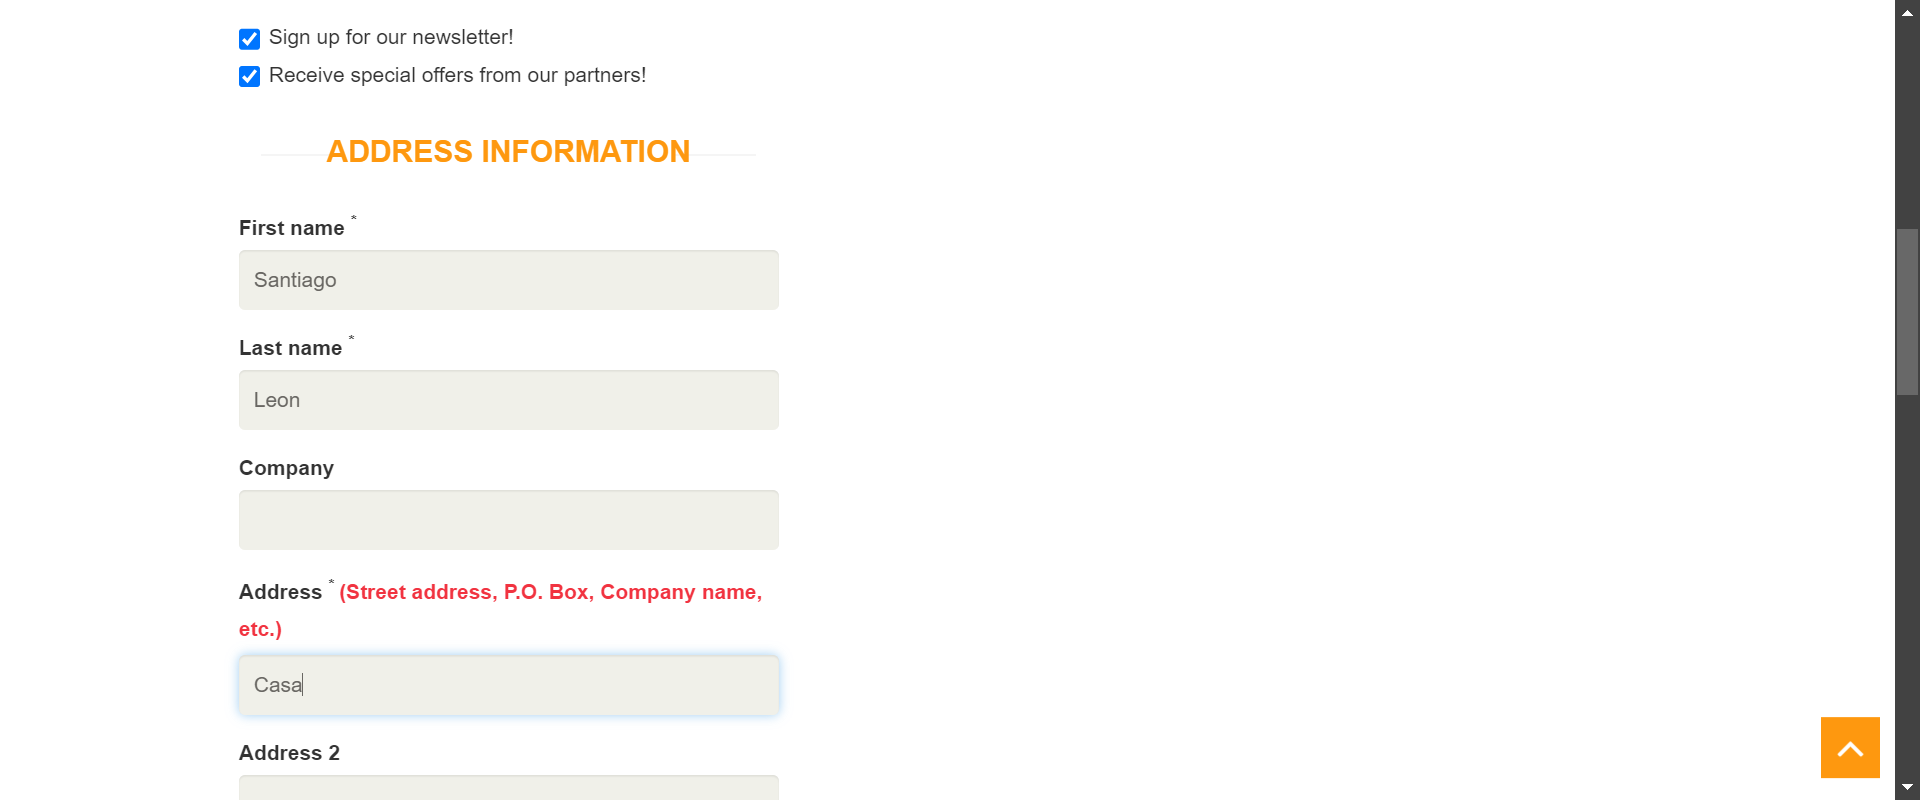 Sign up for our newsletter!
Receive special offers from our partners!
ADDRESS INFORMATION
First name *
Santiago
Last name *
Leon
Company
Address * (Street address, P.O. Box, Company name,
etc.)
Casa
Address 2